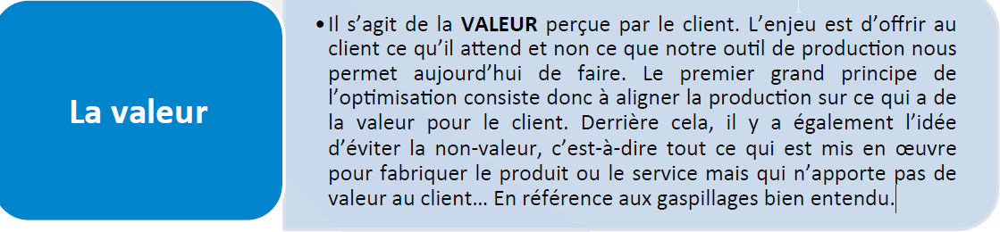 La valeur
• Il s’agit de la VALEUR perçue par le client. L’enjeu est d’offrir au
client ce qu’il attend et non ce que notre outil de production nous
permet aujourd’hui de faire. Le premier grand principe de
l’optimisation consiste donc à aligner la production sur ce qui a de
la valeur pour le client. Derrière cela, il y a également l’idée
d’éviter la non-valeur, c’est-à-dire tout ce qui est mis en œuvre
pour fabriquer le produit ou le service mais qui n’apporte pas de
valeur au client… En référence aux gaspillages bien entendu.